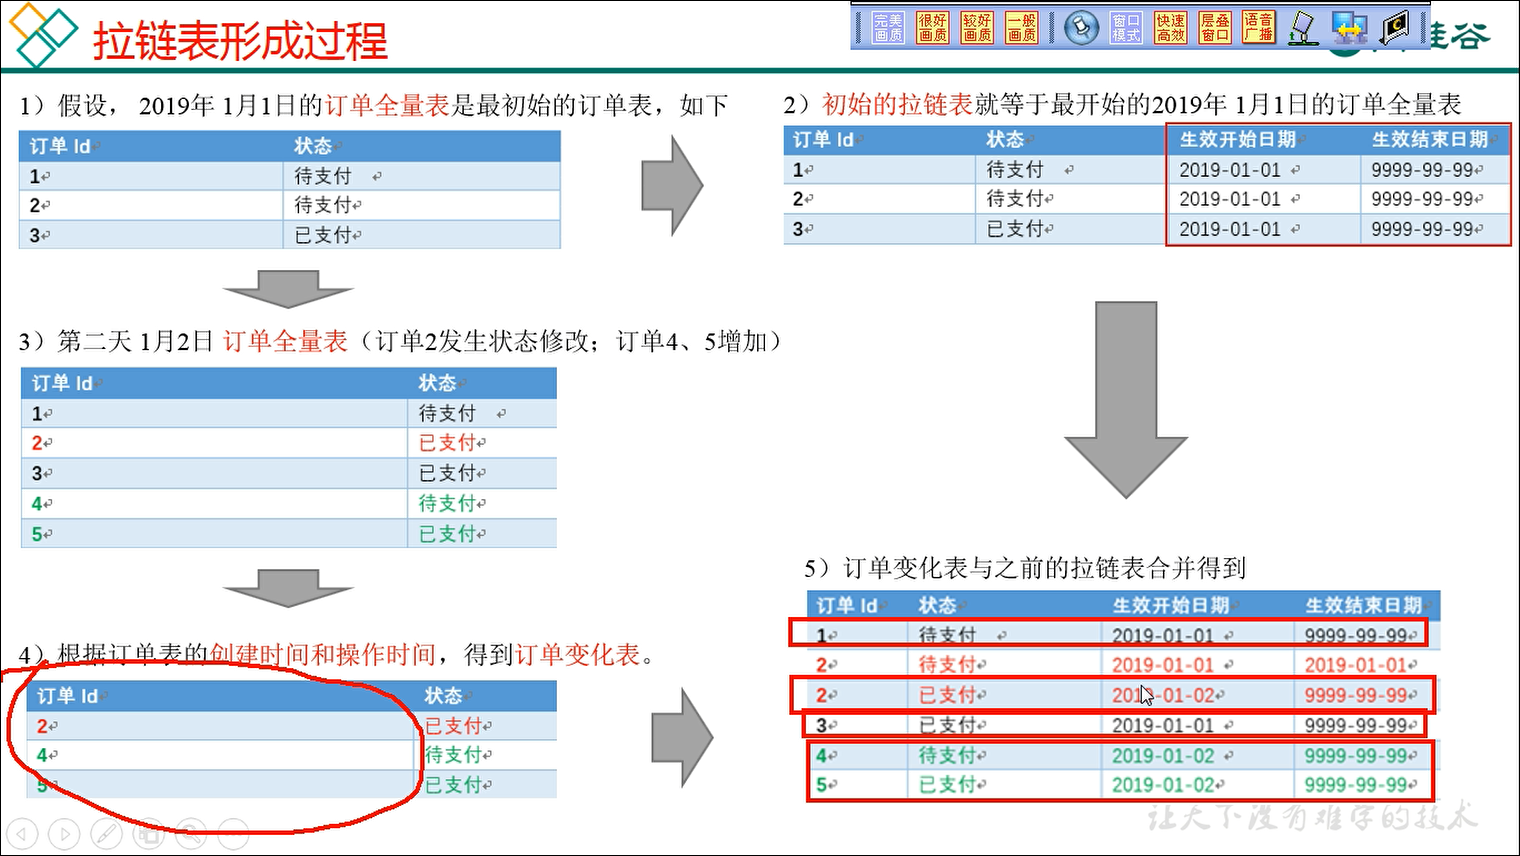 拉链表形成过程
完美画质 很好画质 较好画质 一般画质 窗口模式 快速高效 层叠窗口 语音广播
1）假设， 2019年 1月1日的订单全量表是最初始的订单表，如下
订单 Id 状态
1 待支付
2 待支付
3 已支付
2）初始的拉链表就等于最开始的2019年 1月1日的订单全量表
订单 Id 状态 生效开始日期 生效结束日期
1 待支付 2019-01-01 9999-99-99
2 待支付 2019-01-01 9999-99-99
3 已支付 2019-01-01 9999-99-99
3）第二天 1月2日 订单全量表（订单2发生状态修改；订单4、5增加）
订单 Id 状态
1 待支付
2 已支付
3 已支付
4 待支付
5 已支付
4）根据订单表的创建时间和操作时间，得到订单变化表。
订单 Id 状态
2 已支付
4 待支付
5 已支付
5）订单变化表与之前的拉链表合并得到
订单 Id 状态 生效开始日期 生效结束日期
1 待支付 2019-01-01 9999-99-99
2 待支付 2019-01-01 2019-01-01
2 已支付 2019-01-02 9999-99-99
3 已支付 2019-01-01 9999-99-99
4 待支付 2019-01-02 9999-99-99
5 已支付 2019-01-02 9999-99-99
让天下没有难学的技术